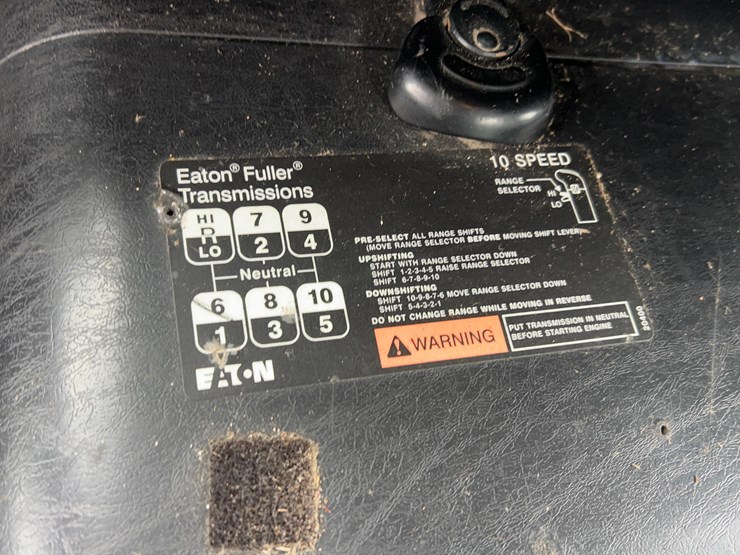 Eaton® Fuller®
Transmissions
10 SPEED
RANGE
SELECTOR
HI
LO
HI
R
LO
7
2
9
4
Neutral
6
1
8
3
10
5
EAT•N
PRE-SELECT ALL RANGE SHIFTS
(MOVE RANGE SELECTOR BEFORE MOVING SHIFT LEVER)
UPSHIFTING
START WITH RANGE SELECTOR DOWN
SHIFT 1-2-3-4-5 RAISE RANGE SELECTOR
SHIFT 6-7-8-9-10
DOWNSHIFTING
SHIFT 10-9-8-7-6 MOVE RANGE SELECTOR DOWN
SHIFT 5-4-3-2-1
DO NOT CHANGE RANGE WHILE MOVING IN REVERSE
WARNING
PUT TRANSMISSION IN NEUTRAL
BEFORE STARTING ENGINE
90400